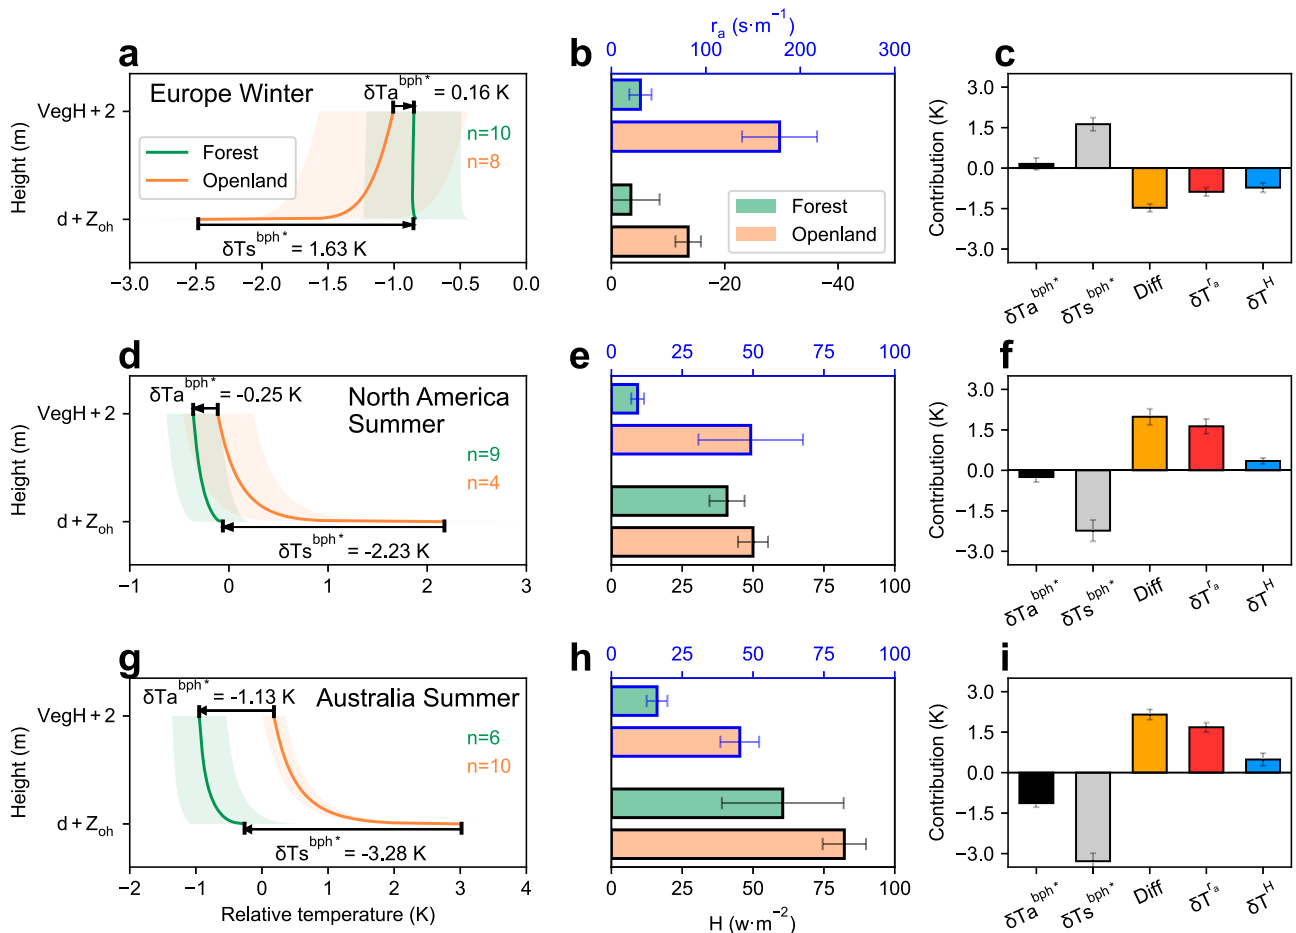 a
Europe Winter
δTa^bph* = 0.16 K
n=10
n=8
Forest
Openland
δTs^bph* = 1.63 K
Height (m)
VegH + 2
d + Z_oh
−3.0 −2.5 −2.0 −1.5 −1.0 −0.5 0.0
b
r_a (s·m^−1)
0 100 200 300
Forest
Openland
0 −20 −40
c
Contribution (K)
3.0
1.5
0.0
−1.5
−3.0
δTa^bph* δTs^bph* Diff δT^r_a δT^H
d
δTa^bph* = -0.25 K
North America
Summer
n=9
n=4
δTs^bph* = -2.23 K
Height (m)
VegH + 2
d + Z_oh
−1 0 1 2 3
e
0 25 50 75 100
0 25 50 75 100
f
Contribution (K)
3.0
1.5
0.0
−1.5
−3.0
δTa^bph* δTs^bph* Diff δT^r_a δT^H
g
δTa^bph* = -1.13 K
Australia Summer
n=6
n=10
δTs^bph* = -3.28 K
Height (m)
VegH + 2
d + Z_oh
−2 −1 0 1 2 3 4
Relative temperature (K)
h
0 25 50 75 100
0 25 50 75 100
H (w·m^−2)
i
Contribution (K)
3.0
1.5
0.0
−1.5
−3.0
δTa^bph* δTs^bph* Diff δT^r_a δT^H